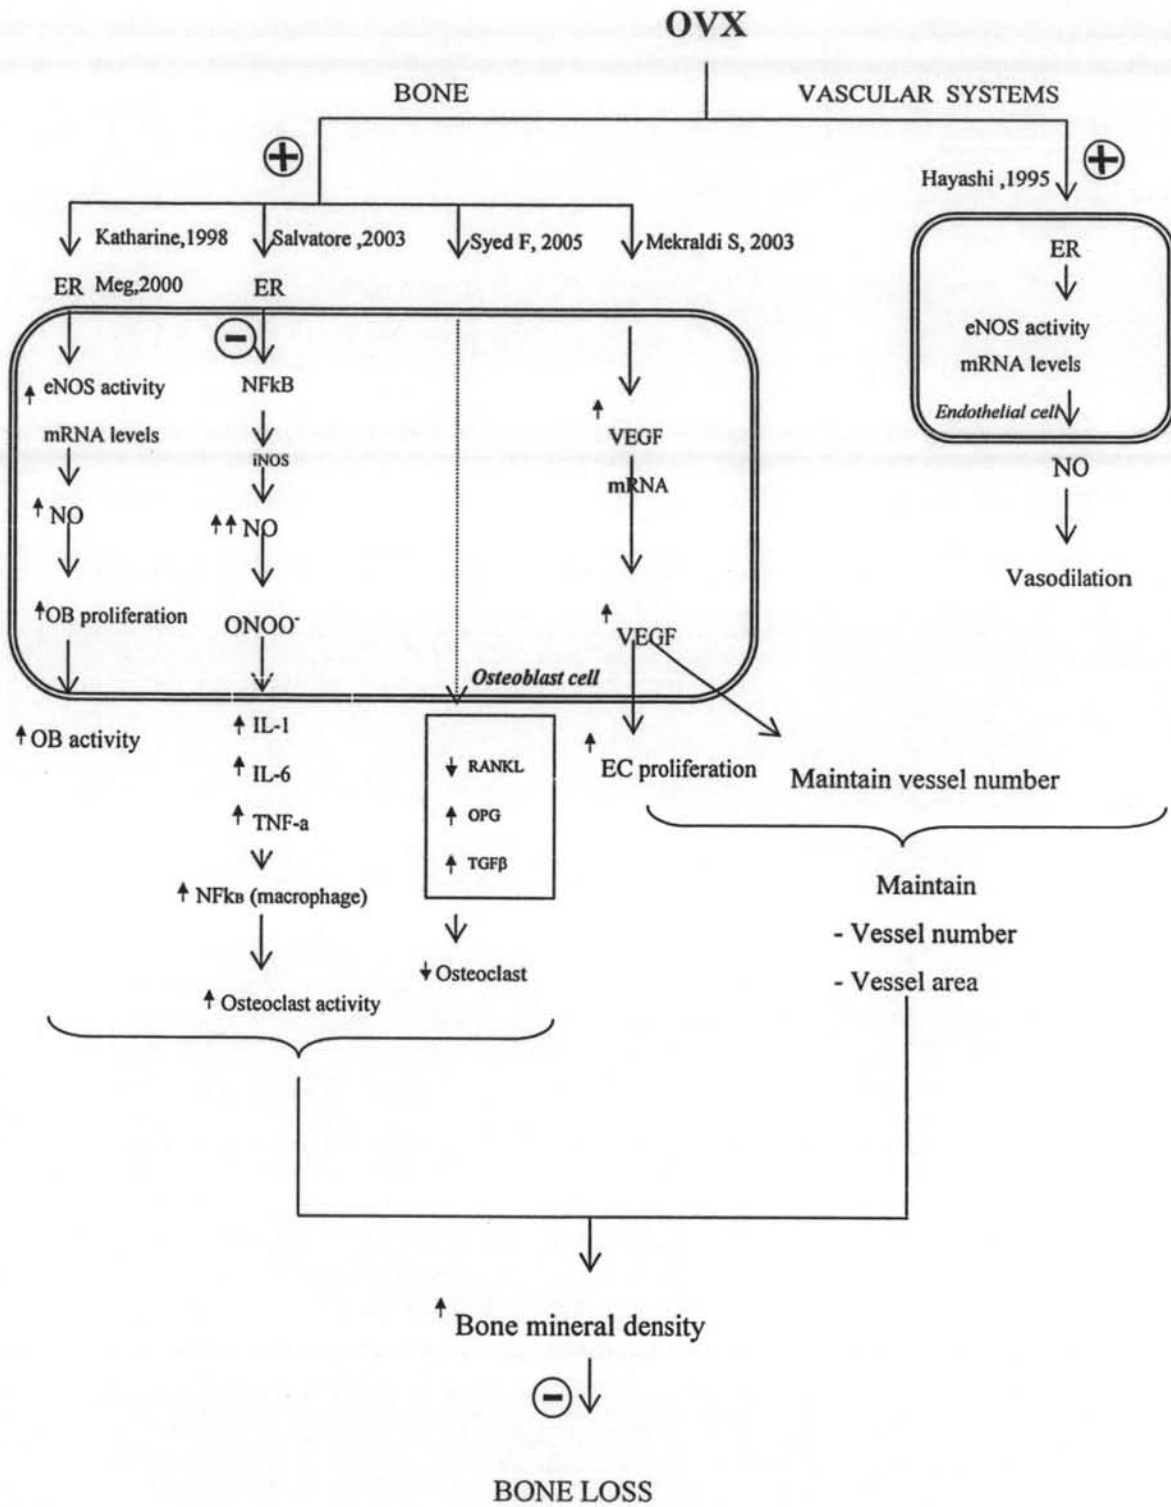 OVX
BONE
VASCULAR SYSTEMS
+
+
Hayashi ,1995
Katharine,1998
Salvatore ,2003
Syed F, 2005
Mekraldi S, 2003
ER
Meg,2000
ER
−
↑ eNOS activity
mRNA levels
↑ NO
↑OB proliferation
↑OB activity
NFkB
iNOS
↑↑ NO
ONOO⁻
↑ IL-1
↑ IL-6
↑ TNF-a
↑ NFkB (macrophage)
↑ Osteoclast activity
Osteoblast cell
↓ RANKL
↑ OPG
↑ TGFβ
↓ Osteoclast
↑ VEGF
mRNA
↑ VEGF
↑ EC proliferation
Maintain vessel number
ER
eNOS activity
mRNA levels
Endothelial cell
NO
Vasodilation
Maintain
- Vessel number
- Vessel area
↑ Bone mineral density
−
BONE LOSS